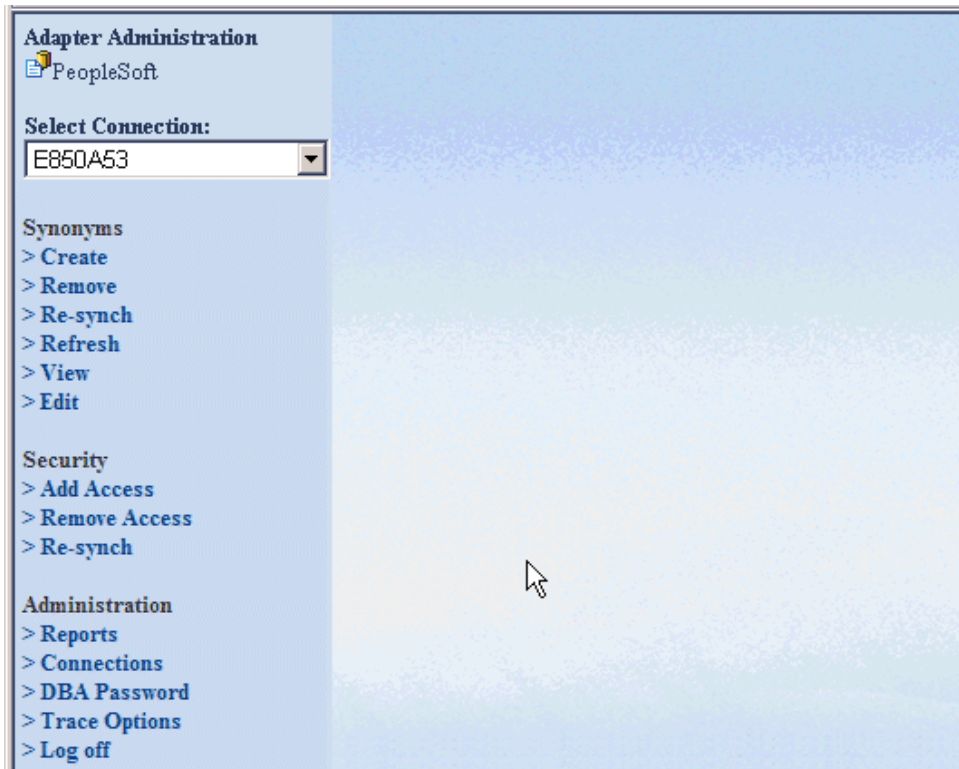 Adapter Administration
PeopleSoft
Select Connection:
E850A53
Synonyms
> Create
> Remove
> Re-synch
> Refresh
> View
> Edit
Security
> Add Access
> Remove Access
> Re-synch
Administration
> Reports
> Connections
> DBA Password
> Trace Options
> Log off